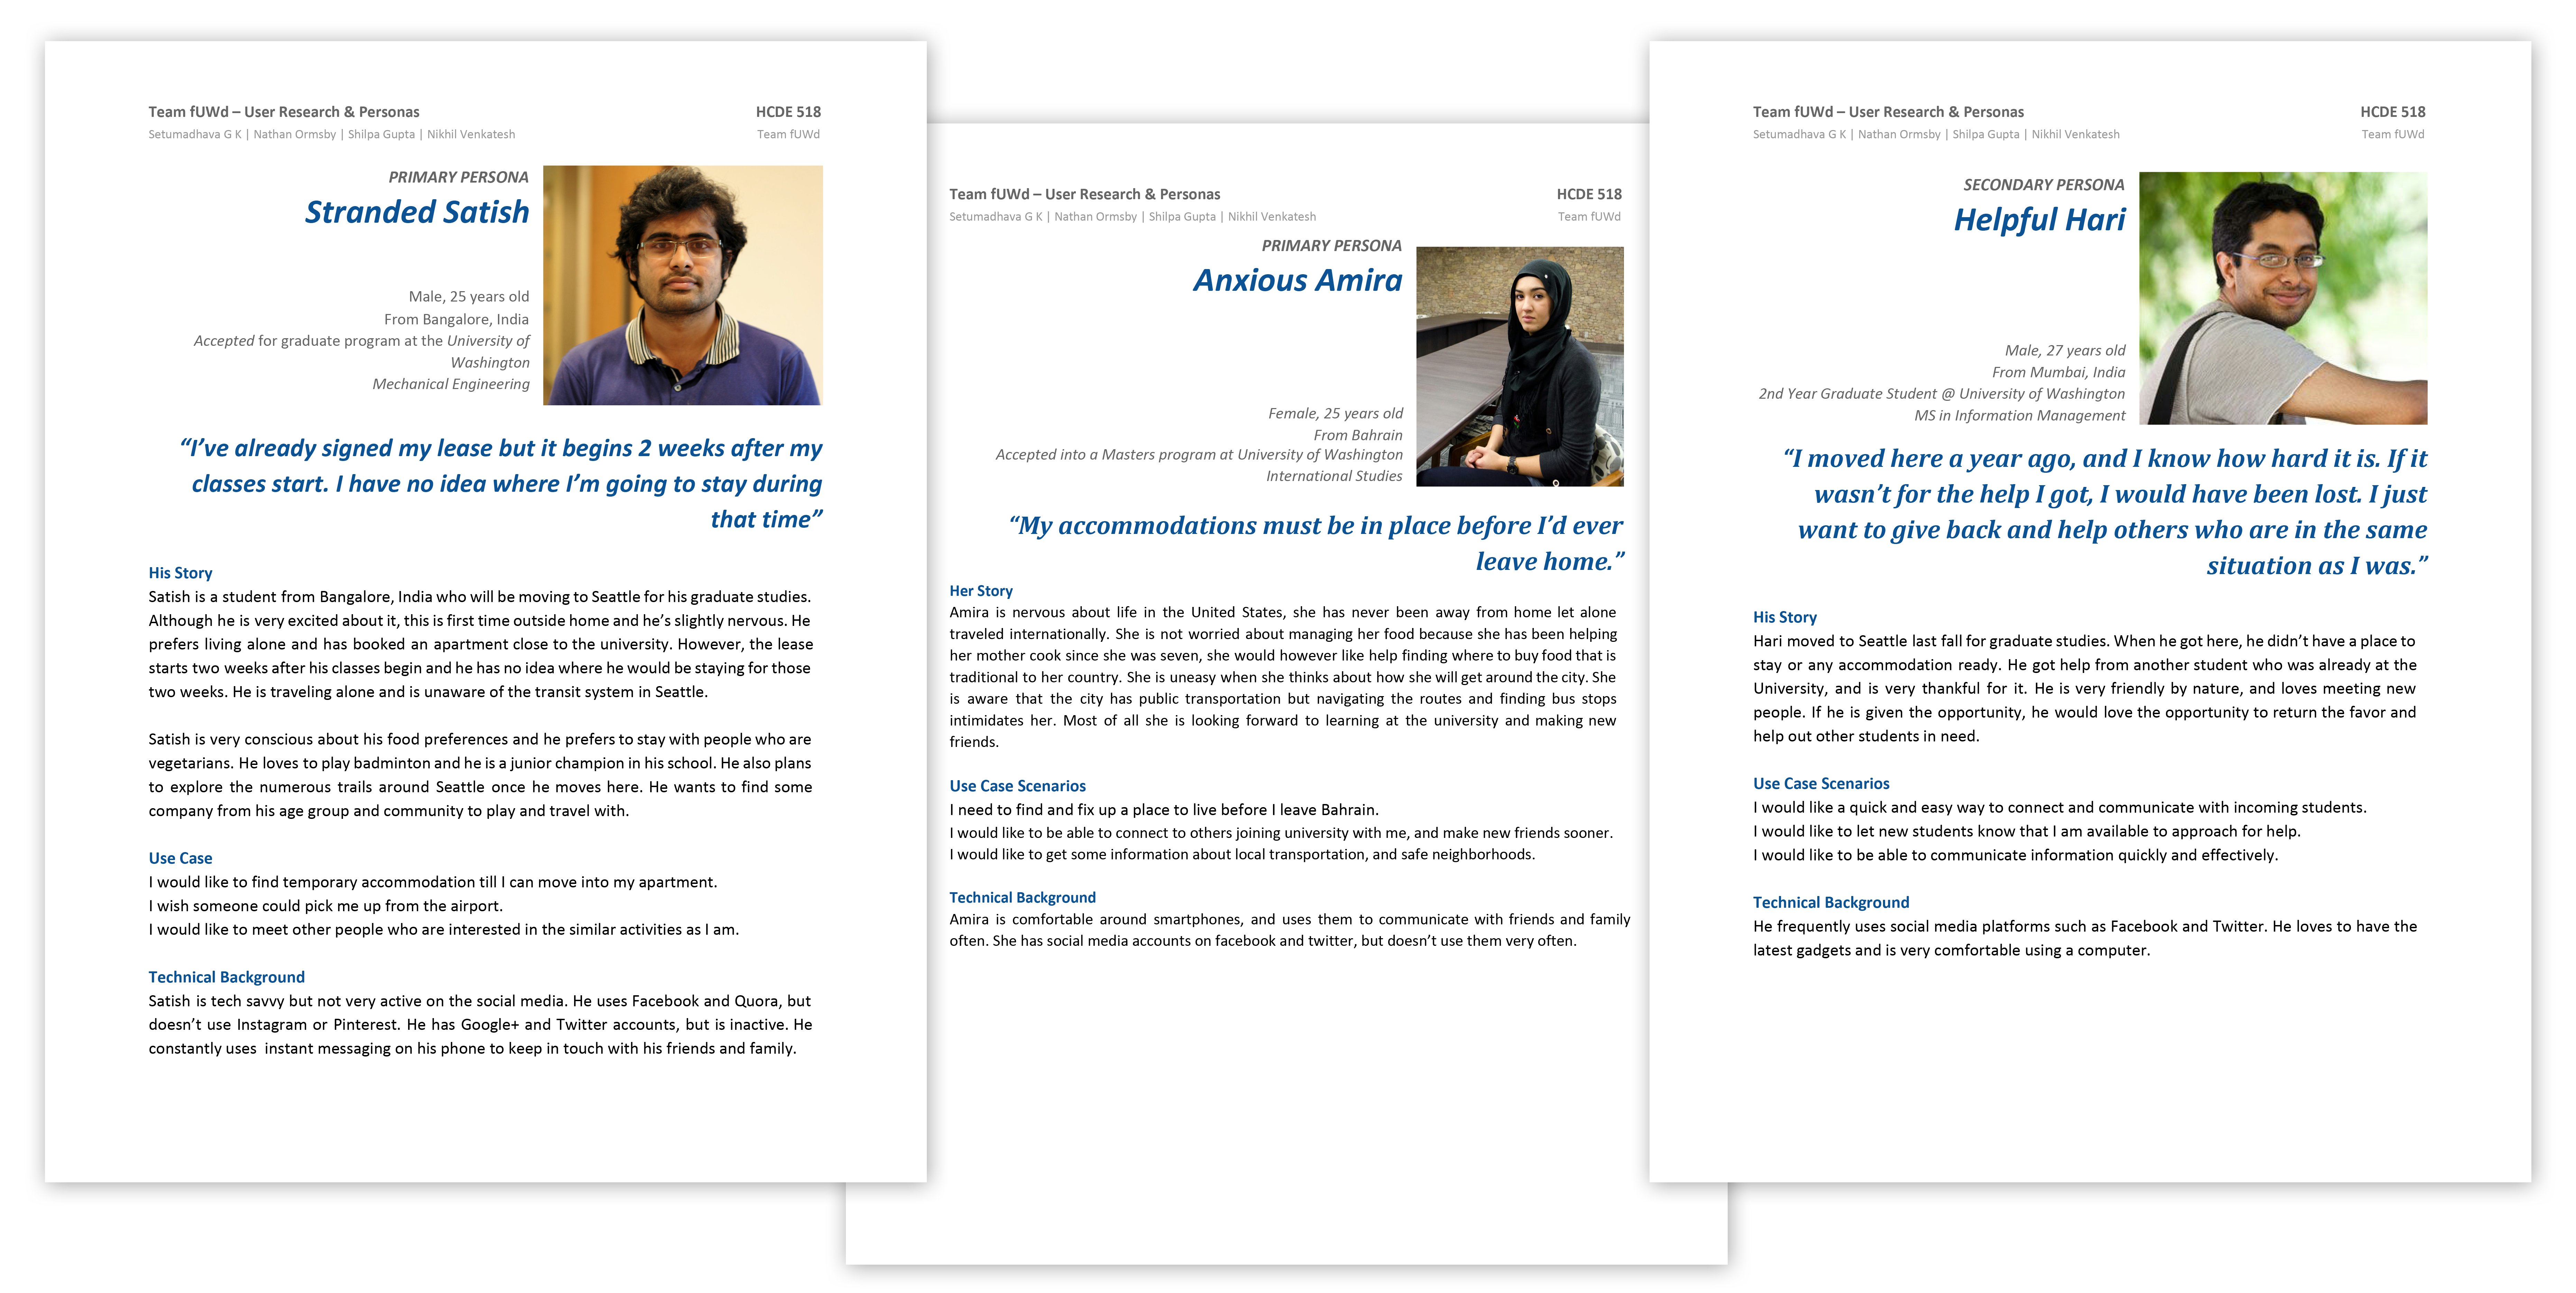 Team fUWd – User Research & Personas
HCDE 518
Setumadhava G K | Nathan Ormsby | Shilpa Gupta | Nikhil Venkatesh
Team fUWd
PRIMARY PERSONA
Stranded Satish
Male, 25 years old
From Bangalore, India
Accepted for graduate program at the University of
Washington
Mechanical Engineering
“I’ve already signed my lease but it begins 2 weeks after my
classes start. I have no idea where I’m going to stay during
that time”
His Story
Satish is a student from Bangalore, India who will be moving to Seattle for his graduate studies.
Although he is very excited about it, this is first time outside home and he’s slightly nervous. He
prefers living alone and has booked an apartment close to the university. However, the lease
starts two weeks after his classes begin and he has no idea where he would be staying for those
two weeks. He is traveling alone and is unaware of the transit system in Seattle.
Satish is very conscious about his food preferences and he prefers to stay with people who are
vegetarians. He loves to play badminton and he is a junior champion in his school. He also plans
to explore the numerous trails around Seattle once he moves here. He wants to find some
company from his age group and community to play and travel with.
Use Case
I would like to find temporary accommodation till I can move into my apartment.
I wish someone could pick me up from the airport.
I would like to meet other people who are interested in the similar activities as I am.
Technical Background
Satish is tech savvy but not very active on the social media. He uses Facebook and Quora, but
doesn’t use Instagram or Pinterest. He has Google+ and Twitter accounts, but is inactive. He
constantly uses  instant messaging on his phone to keep in touch with his friends and family.
Team fUWd – User Research & Personas
HCDE 518
Setumadhava G K | Nathan Ormsby | Shilpa Gupta | Nikhil Venkatesh
Team fUWd
PRIMARY PERSONA
Anxious Amira
Female, 25 years old
From Bahrain
Accepted into a Masters program at University of Washington
International Studies
“My accommodations must be in place before I’d ever
leave home.”
Her Story
Amira is nervous about life in the United States, she has never been away from home let alone
traveled internationally. She is not worried about managing her food because she has been helping
her mother cook since she was seven, she would however like help finding where to buy food that is
traditional to her country. She is uneasy when she thinks about how she will get around the city. She
is aware that the city has public transportation but navigating the routes and finding bus stops
intimidates her. Most of all she is looking forward to learning at the university and making new
friends.
Use Case Scenarios
I need to find and fix up a place to live before I leave Bahrain.
I would like to be able to connect to others joining university with me, and make new friends sooner.
I would like to get some information about local transportation, and safe neighborhoods.
Technical Background
Amira is comfortable around smartphones, and uses them to communicate with friends and family
often. She has social media accounts on facebook and twitter, but doesn’t use them very often.
Team fUWd – User Research & Personas
HCDE 518
Setumadhava G K | Nathan Ormsby | Shilpa Gupta | Nikhil Venkatesh
Team fUWd
SECONDARY PERSONA
Helpful Hari
Male, 27 years old
From Mumbai, India
2nd Year Graduate Student @ University of Washington
MS in Information Management
“I moved here a year ago, and I know how hard it is. If it
wasn’t for the help I got, I would have been lost. I just
want to give back and help others who are in the same
situation as I was.”
His Story
Hari moved to Seattle last fall for graduate studies. When he got here, he didn’t have a place to
stay or any accommodation ready. He got help from another student who was already at the
University, and is very thankful for it. He is very friendly by nature, and loves meeting new
people. If he is given the opportunity, he would love the opportunity to return the favor and
help out other students in need.
Use Case Scenarios
I would like a quick and easy way to connect and communicate with incoming students.
I would like to let new students know that I am available to approach for help.
I would like to be able to communicate information quickly and effectively.
Technical Background
He frequently uses social media platforms such as Facebook and Twitter. He loves to have the
latest gadgets and is very comfortable using a computer.